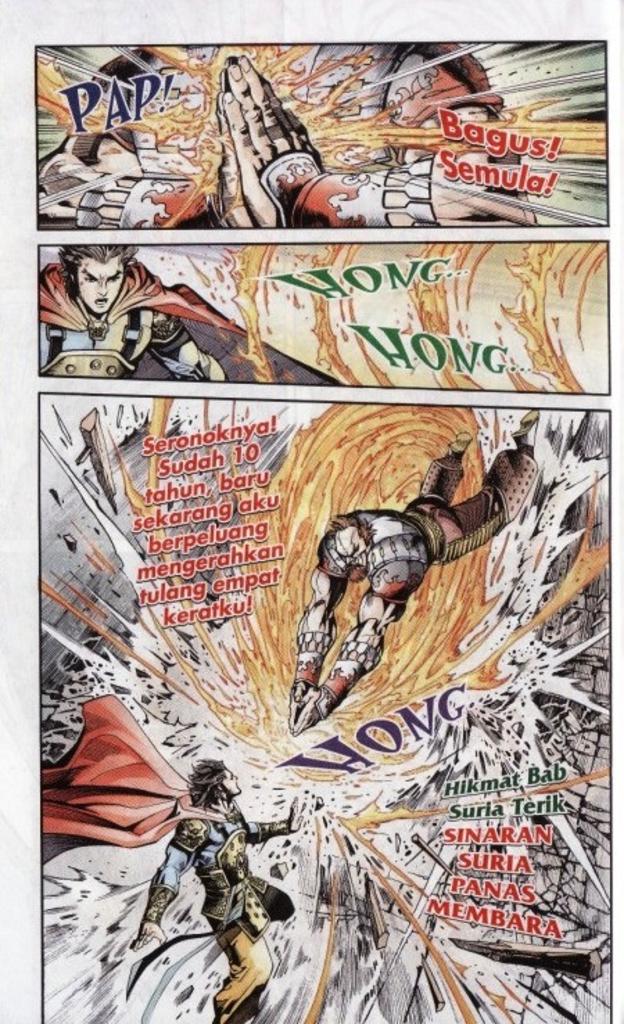 PAP!
Bagus!
Semula!
HONG...
HONG...
Seronoknya!
Sudah 10
tahun, baru
sekarang aku
berpeluang
mengerahkan
tulang empat
keratku!
HONG
Hikmat Bab
Suria Terik
SINARAN
SURIA
PANAS
MEMBARA